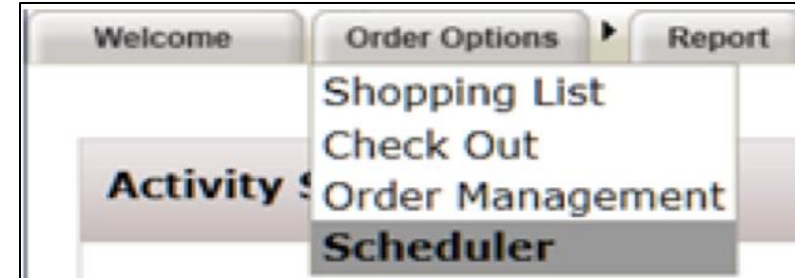 Welcome Order Options Report
Shopping List
Check Out
Activity
Order Management
Scheduler